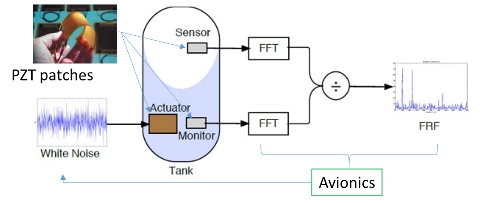 Sensor
FFT
PZT patches
÷
Actuator
Monitor
FFT
FRF
White Noise
Tank
Avionics